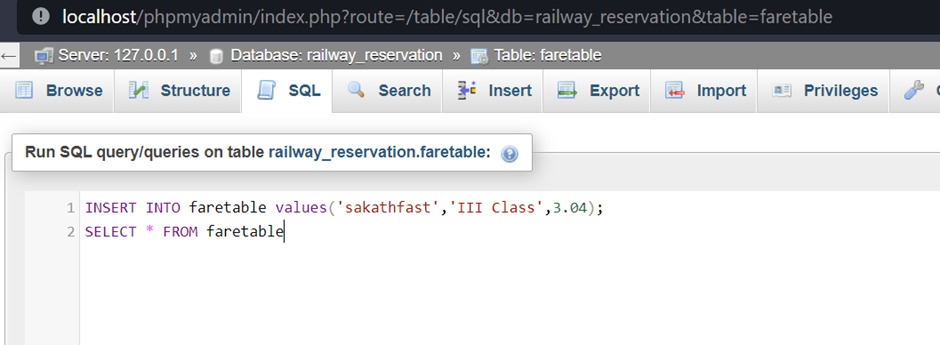 localhost/phpmyadmin/index.php?route=/table/sql&db=railway_reservation&table=faretable
Server: 127.0.0.1 » Database: railway_reservation » Table: faretable
Browse Structure SQL Search Insert Export Import Privileges
Run SQL query/queries on table railway_reservation.faretable:
1 INSERT INTO faretable values('sakathfast','III Class',3.04);
2 SELECT * FROM faretable